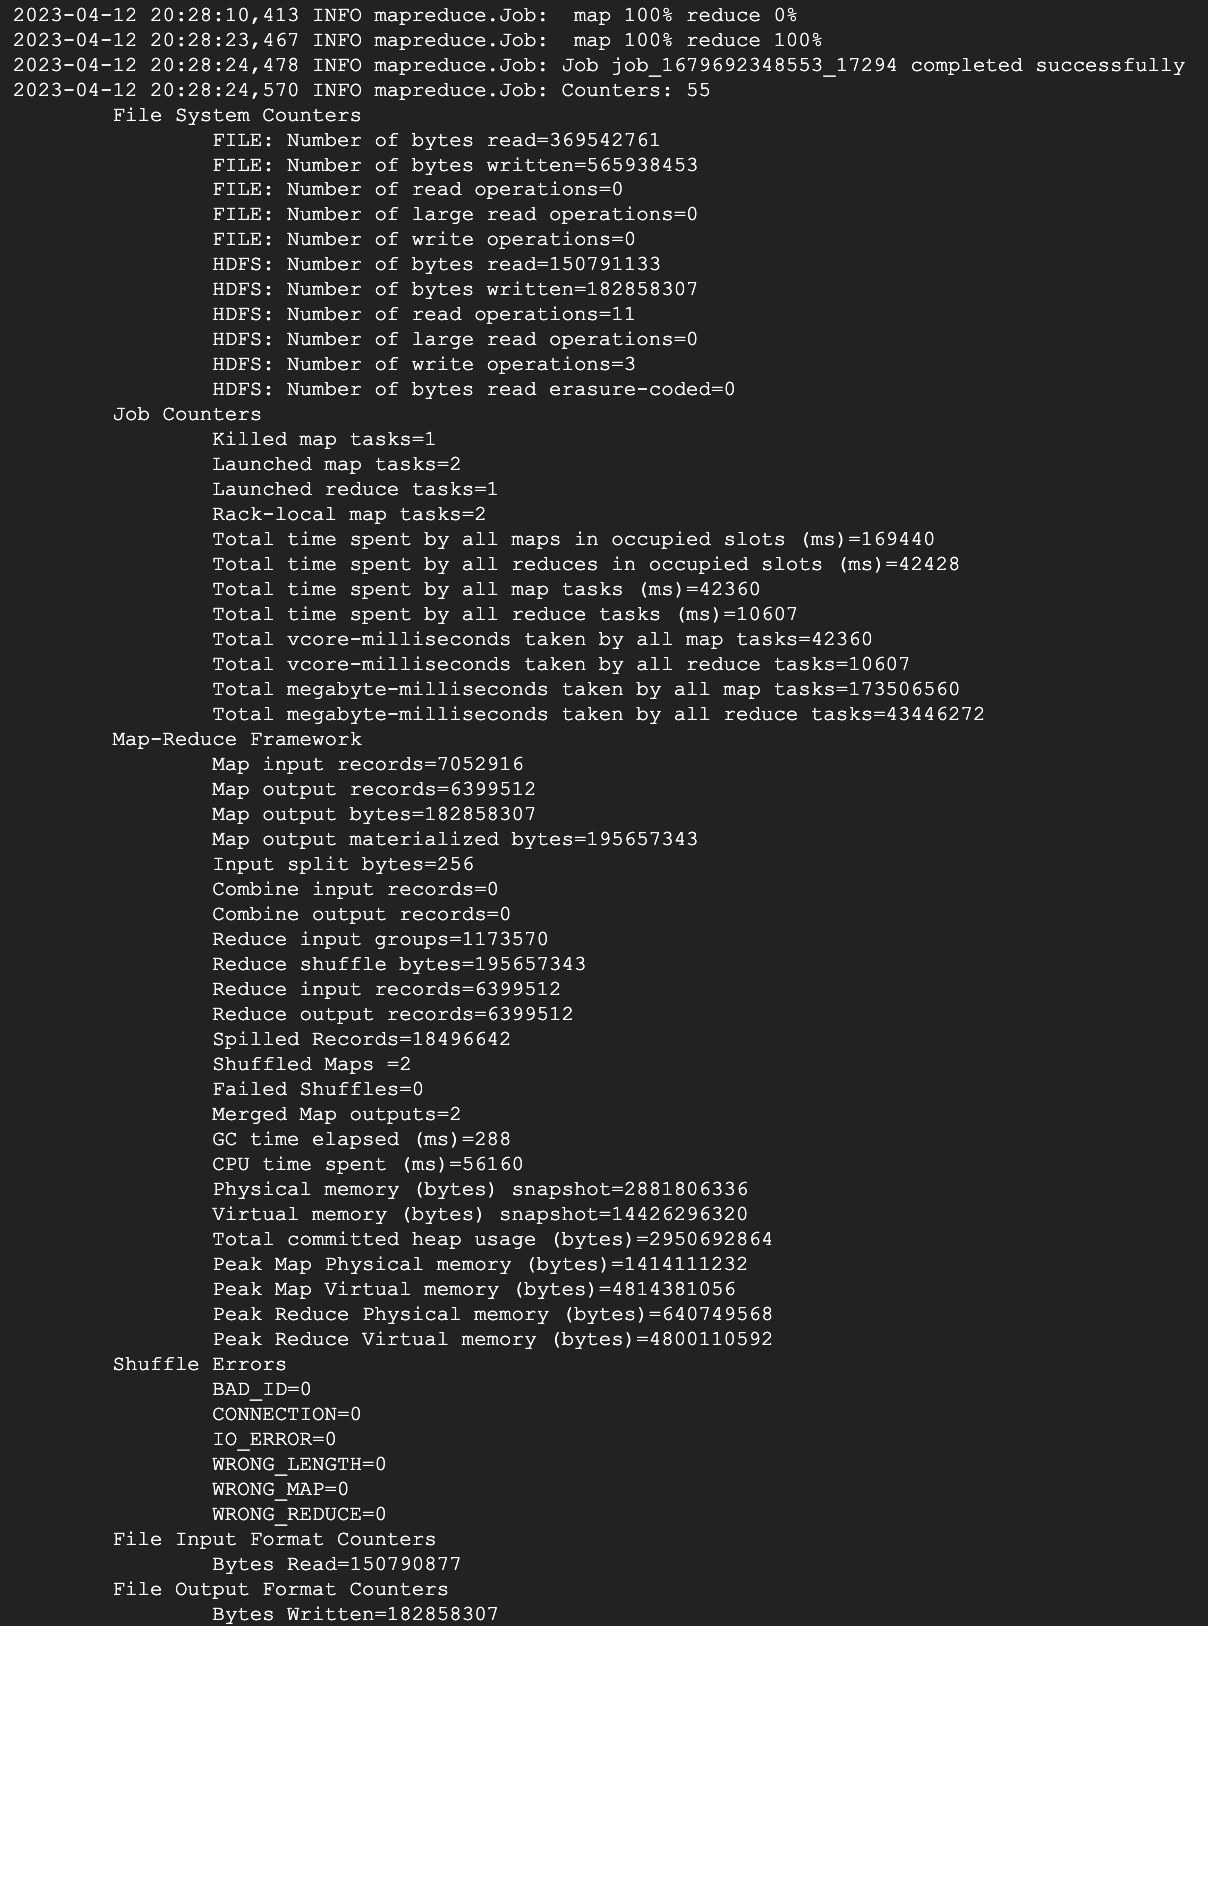 2023-04-12 20:28:10,413 INFO mapreduce.Job:  map 100% reduce 0%
2023-04-12 20:28:23,467 INFO mapreduce.Job:  map 100% reduce 100%
2023-04-12 20:28:24,478 INFO mapreduce.Job: Job job_1679692348553_17294 completed successfully
2023-04-12 20:28:24,570 INFO mapreduce.Job: Counters: 55
File System Counters
FILE: Number of bytes read=369542761
FILE: Number of bytes written=565938453
FILE: Number of read operations=0
FILE: Number of large read operations=0
FILE: Number of write operations=0
HDFS: Number of bytes read=150791133
HDFS: Number of bytes written=182858307
HDFS: Number of read operations=11
HDFS: Number of large read operations=0
HDFS: Number of write operations=3
HDFS: Number of bytes read erasure-coded=0
Job Counters
Killed map tasks=1
Launched map tasks=2
Launched reduce tasks=1
Rack-local map tasks=2
Total time spent by all maps in occupied slots (ms)=169440
Total time spent by all reduces in occupied slots (ms)=42428
Total time spent by all map tasks (ms)=42360
Total time spent by all reduce tasks (ms)=10607
Total vcore-milliseconds taken by all map tasks=42360
Total vcore-milliseconds taken by all reduce tasks=10607
Total megabyte-milliseconds taken by all map tasks=173506560
Total megabyte-milliseconds taken by all reduce tasks=43446272
Map-Reduce Framework
Map input records=7052916
Map output records=6399512
Map output bytes=182858307
Map output materialized bytes=195657343
Input split bytes=256
Combine input records=0
Combine output records=0
Reduce input groups=1173570
Reduce shuffle bytes=195657343
Reduce input records=6399512
Reduce output records=6399512
Spilled Records=18496642
Shuffled Maps =2
Failed Shuffles=0
Merged Map outputs=2
GC time elapsed (ms)=288
CPU time spent (ms)=56160
Physical memory (bytes) snapshot=2881806336
Virtual memory (bytes) snapshot=14426296320
Total committed heap usage (bytes)=2950692864
Peak Map Physical memory (bytes)=1414111232
Peak Map Virtual memory (bytes)=4814381056
Peak Reduce Physical memory (bytes)=640749568
Peak Reduce Virtual memory (bytes)=4800110592
Shuffle Errors
BAD_ID=0
CONNECTION=0
IO_ERROR=0
WRONG_LENGTH=0
WRONG_MAP=0
WRONG_REDUCE=0
File Input Format Counters
Bytes Read=150790877
File Output Format Counters
Bytes Written=182858307